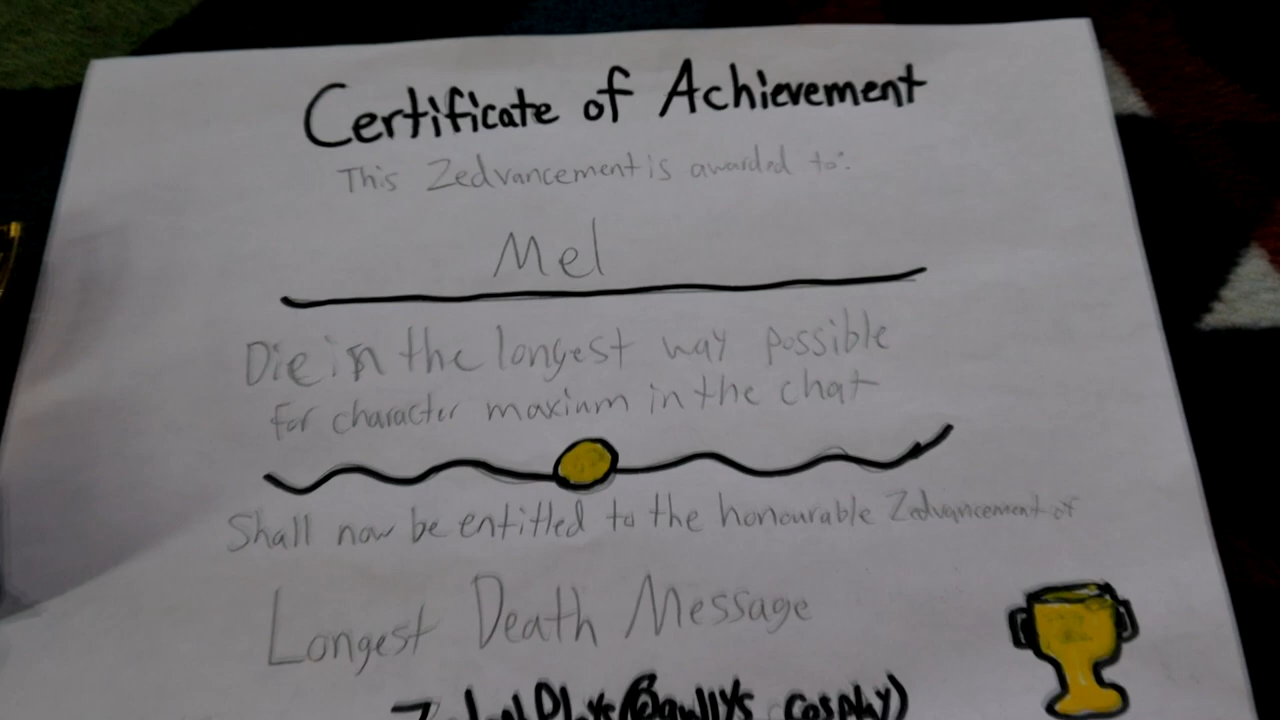 Certificate of Achievement
This Zedvancement is awarded to:
Mel
Die in the longest way possible
for character maxium in the chat
Shall now be entitled to the honourable Zedvancement of
Longest Death Message
cosplay)